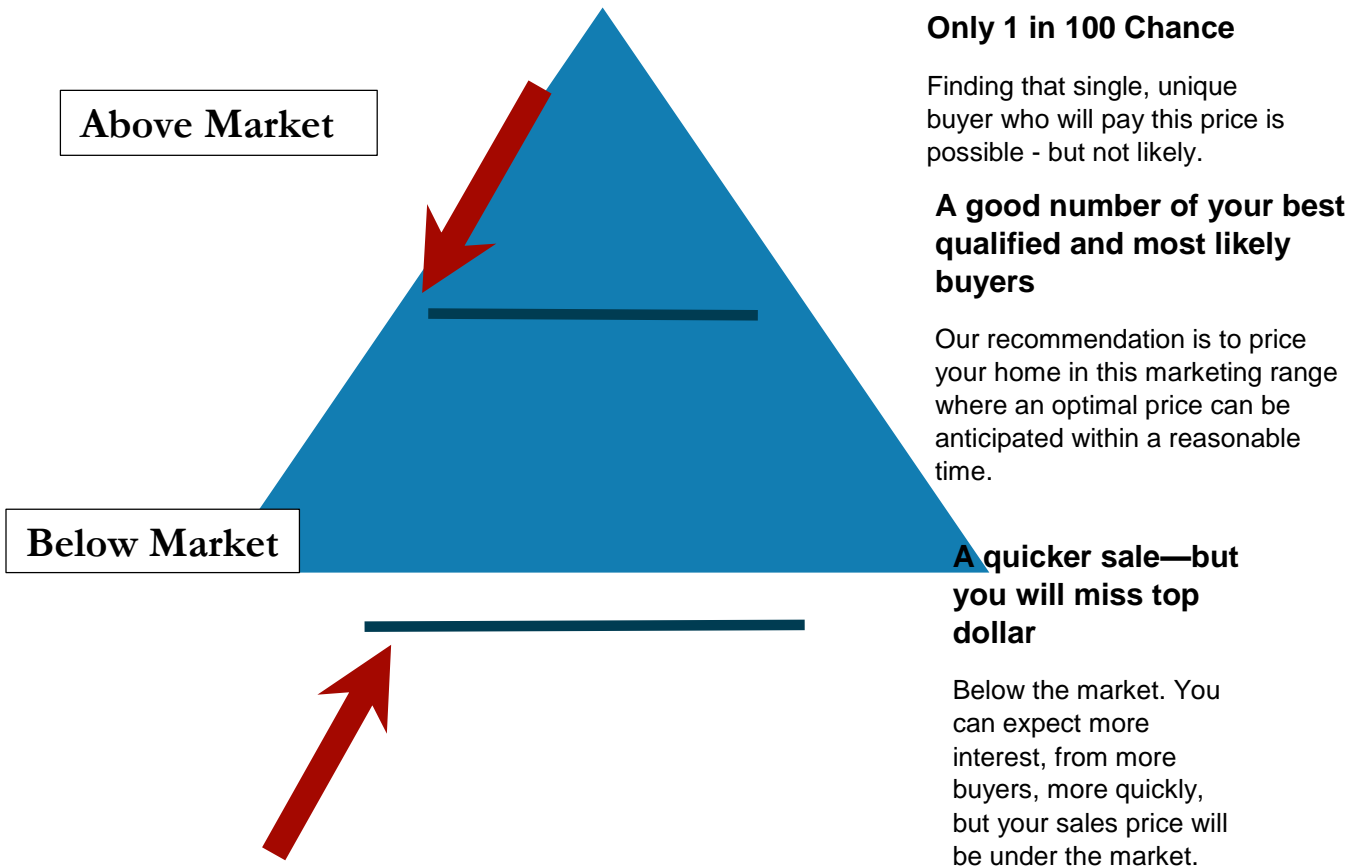 Only 1 in 100 Chance
Above Market
Finding that single, unique
buyer who will pay this price is
possible - but not likely.
A good number of your best
qualified and most likely
buyers
Our recommendation is to price
your home in this marketing range
where an optimal price can be
anticipated within a reasonable
time.
Below Market
A quicker sale—but
you will miss top
dollar
Below the market. You
can expect more
interest, from more
buyers, more quickly,
but your sales price will
be under the market.